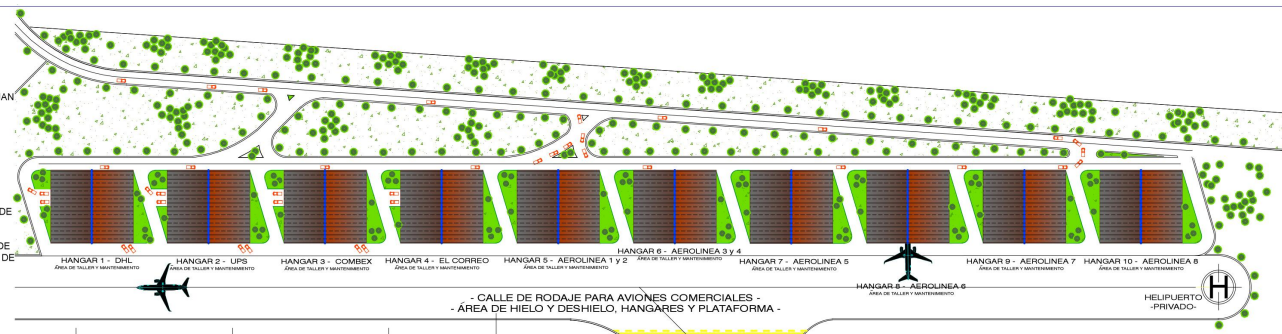 UAN
DE
DE
DE
HANGAR 1 - DHL
ÁREA DE TALLER Y MANTENIMIENTO
HANGAR 2 - UPS
ÁREA DE TALLER Y MANTENIMIENTO
HANGAR 3 - COMBEX
ÁREA DE TALLER Y MANTENIMIENTO
HANGAR 4 - EL CORREO
ÁREA DE TALLER Y MANTENIMIENTO
HANGAR 5 - AEROLINEA 1 y 2
ÁREA DE TALLER Y MANTENIMIENTO
HANGAR 6 - AEROLINEA 3 y 4
ÁREA DE TALLER Y MANTENIMIENTO
HANGAR 7 - AEROLINEA 5
ÁREA DE TALLER Y MANTENIMIENTO
HANGAR 8 - AEROLINEA 6
ÁREA DE TALLER Y MANTENIMIENTO
HANGAR 9 - AEROLINEA 7
ÁREA DE TALLER Y MANTENIMIENTO
HANGAR 10 - AEROLINEA 8
ÁREA DE TALLER Y MANTENIMIENTO
- CALLE DE RODAJE PARA AVIONES COMERCIALES -
- ÁREA DE HIELO Y DESHIELO, HANGARES Y PLATAFORMA -
HELIPUERTO
-PRIVADO-
H